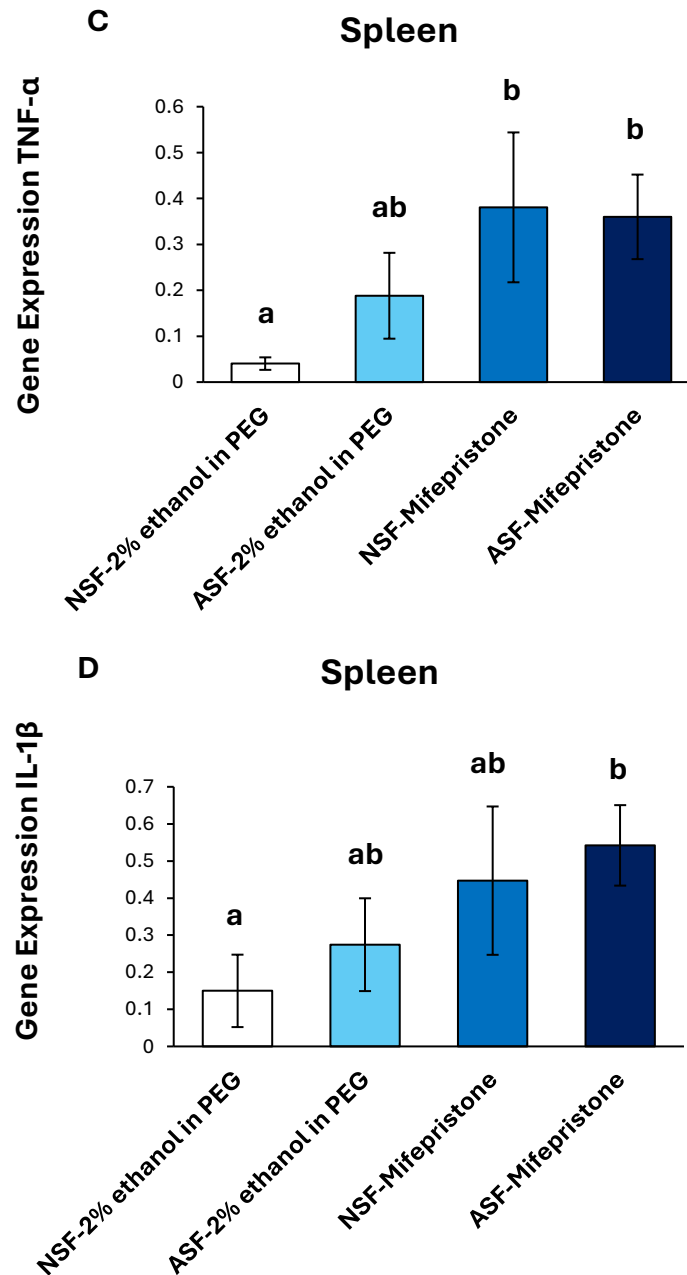 C
Spleen
Gene Expression TNF-α
0.6
0.5
0.4
0.3
0.2
0.1
0
a
ab
b
b
NSF-2% ethanol in PEG
ASF-2% ethanol in PEG
NSF-Mifepristone
ASF-Mifepristone
D
Spleen
Gene Expression IL-1β
0.7
0.6
0.5
0.4
0.3
0.2
0.1
0
a
ab
ab
b
NSF-2% ethanol in PEG
ASF-2% ethanol in PEG
NSF-Mifepristone
ASF-Mifepristone